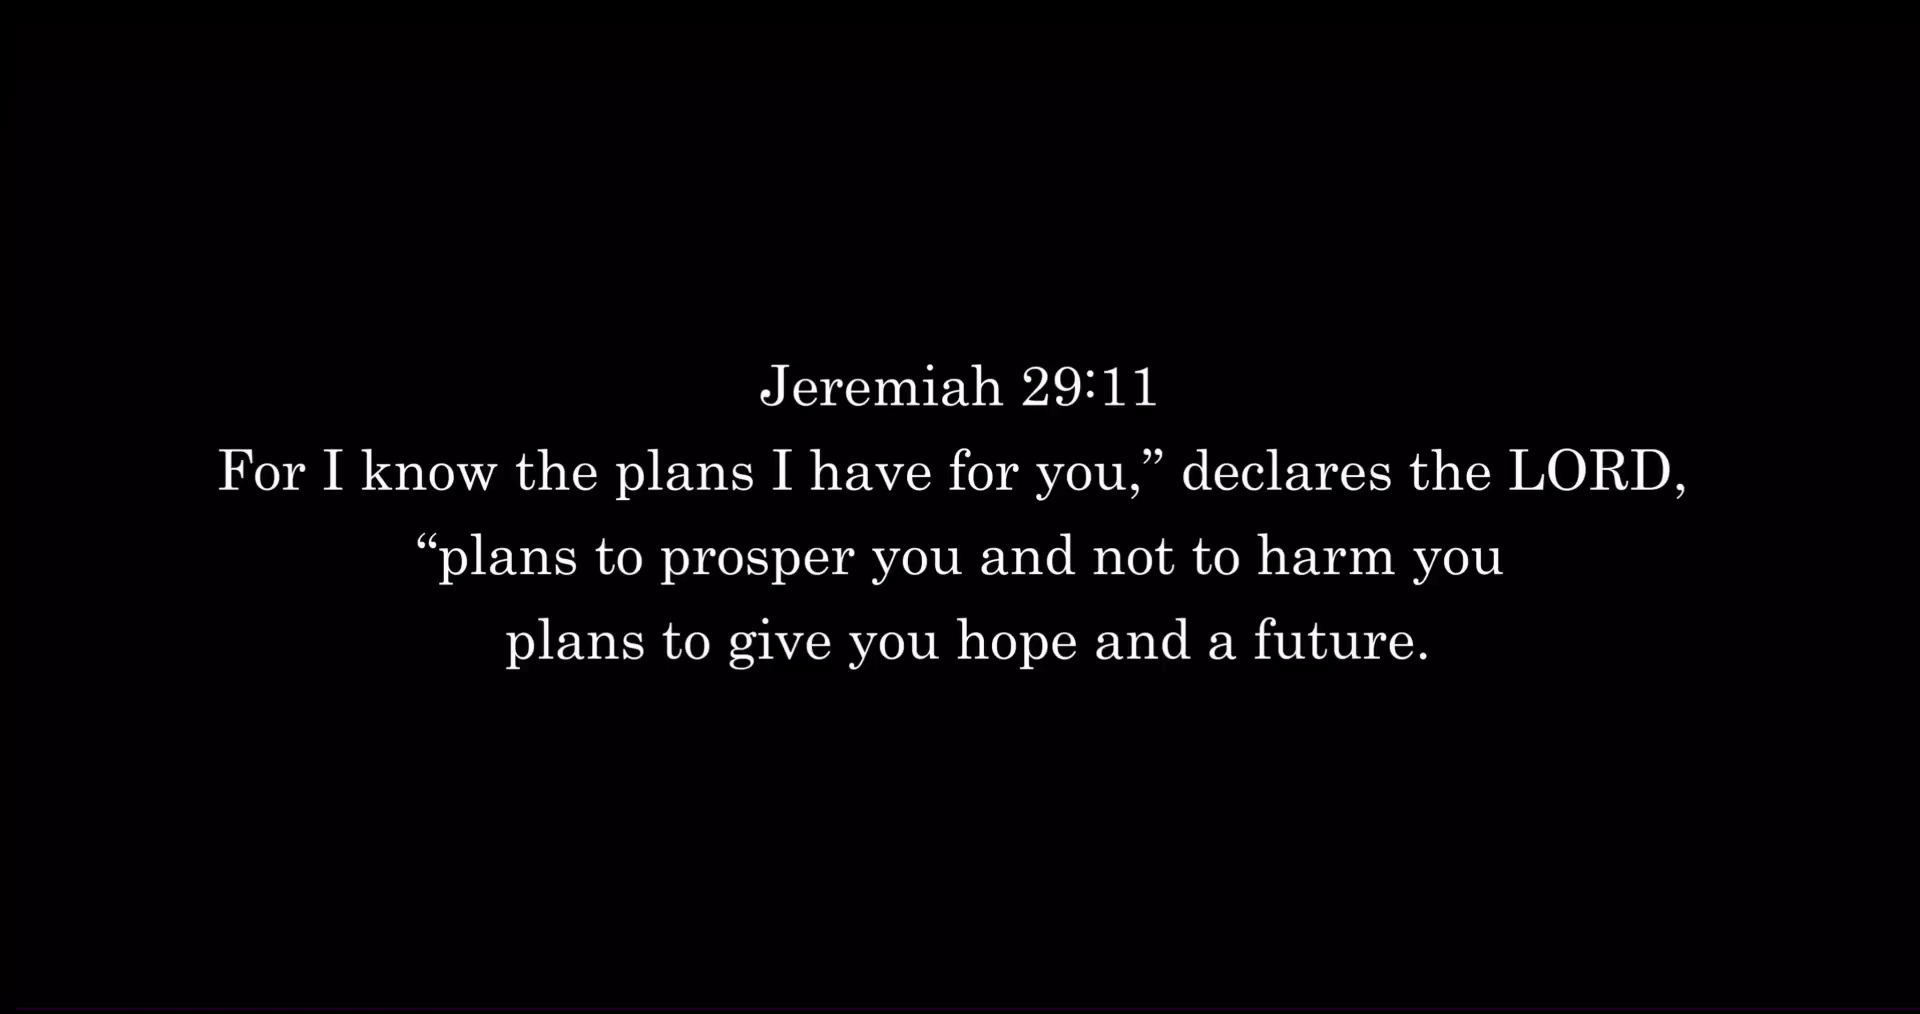 Jeremiah 29:11
For I know the plans I have for you,” declares the LORD,
“plans to prosper you and not to harm you
plans to give you hope and a future.